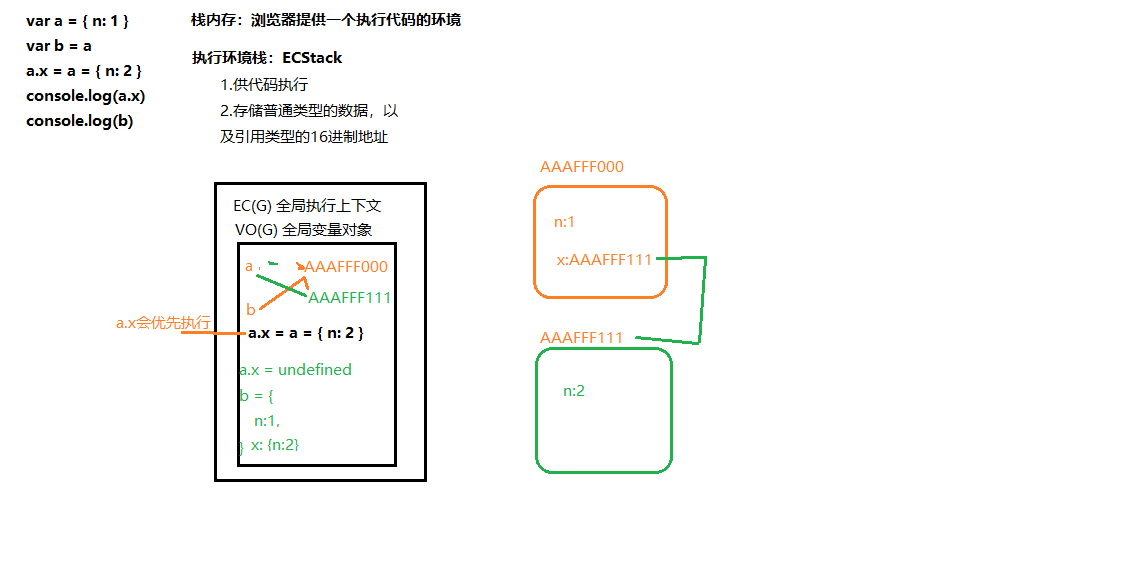 var a = { n: 1 }
var b = a
a.x = a = { n: 2 }
console.log(a.x)
console.log(b)
栈内存：浏览器提供一个执行代码的环境
执行环境栈：ECStack
1.供代码执行
2.存储普通类型的数据，以
及引用类型的16进制地址
EC(G) 全局执行上下文
VO(G) 全局变量对象
a
AAAFFF000
AAAFFF111
b
a.x会优先执行
a.x = a = { n: 2 }
a.x = undefined
b = {
n:1,
x: {n:2}
}
AAAFFF000
n:1
x:AAAFFF111
AAAFFF111
n:2